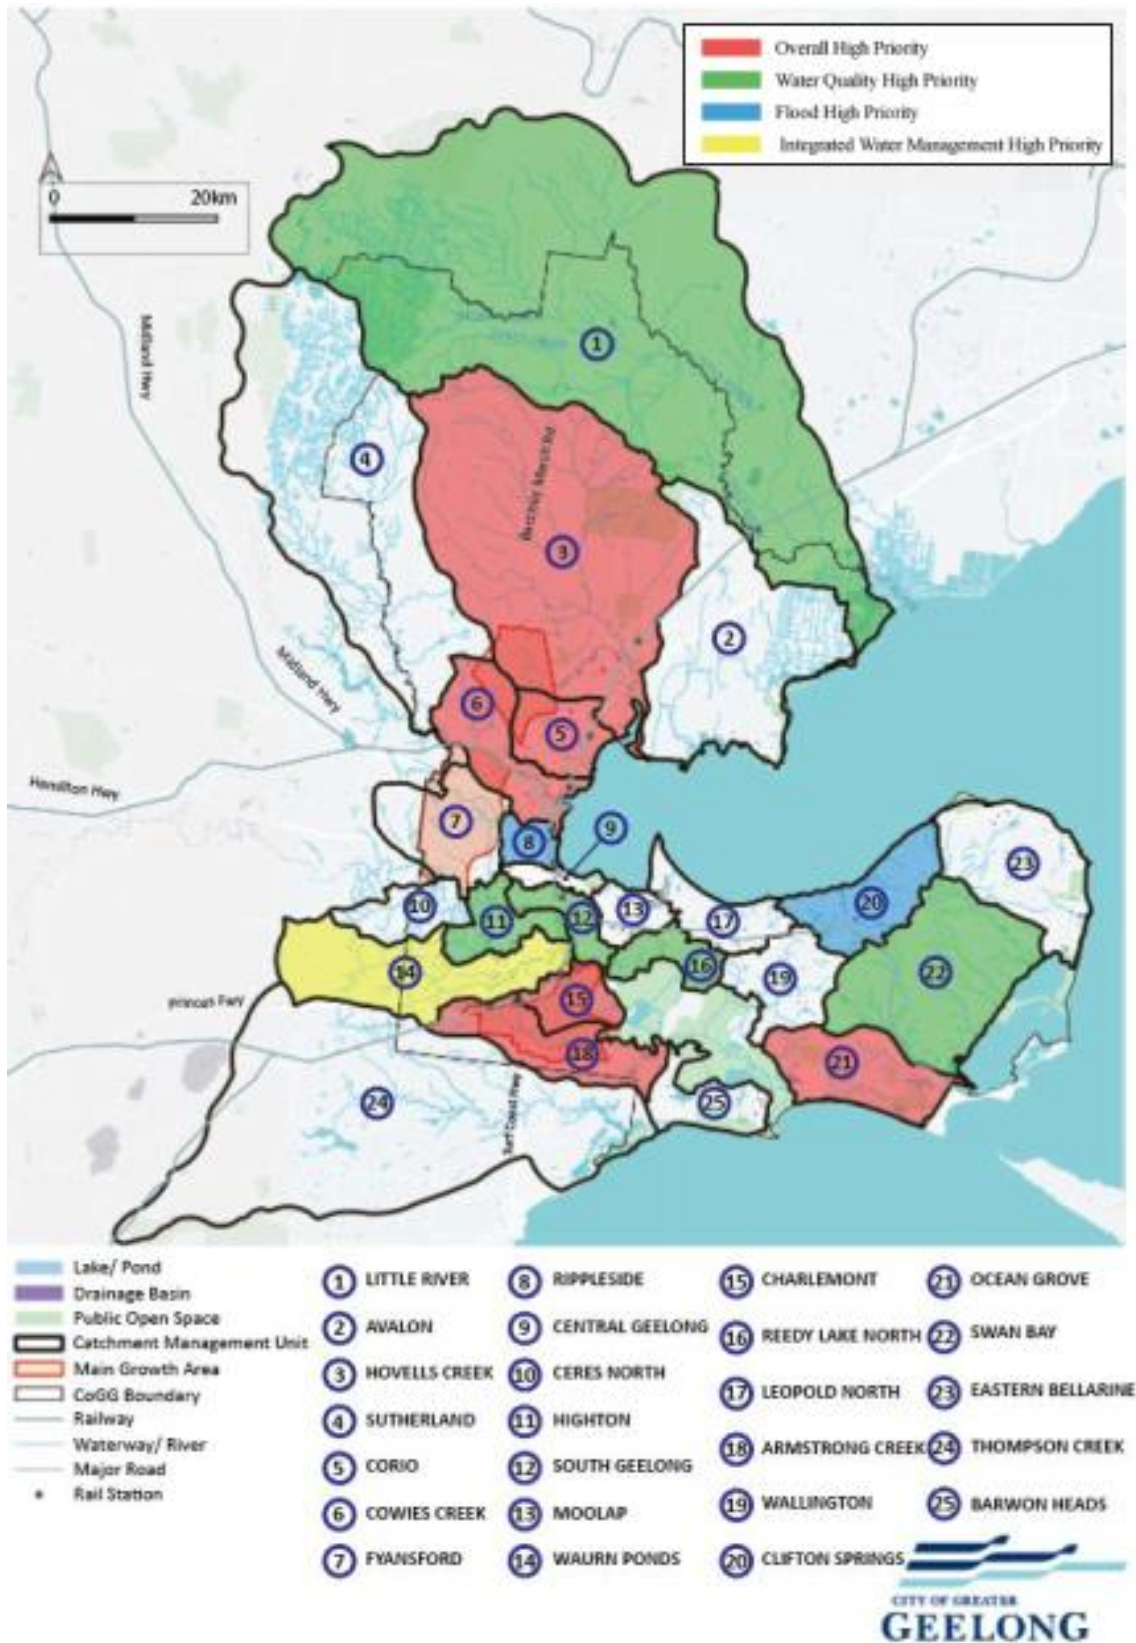 Overall High Priority
Water Quality High Priority
Flood High Priority
Integrated Water Management High Priority
0 20km
Midland Hwy
Bacchus Marsh Rd
Midland Hwy
Hamilton Hwy
Princes Fwy
Surf Coast Hwy
1
2
3
4
5
6
7
8
9
10
11
12
13
14
15
16
17
18
19
20
21
22
23
24
25
Lake/ Pond
Drainage Basin
Public Open Space
Catchment Management Unit
Main Growth Area
CoGG Boundary
Railway
Waterway/ River
Major Road
Rail Station
1 LITTLE RIVER
2 AVALON
3 HOVELLS CREEK
4 SUTHERLAND
5 CORIO
6 COWIES CREEK
7 FYANSFORD
8 RIPPLESIDE
9 CENTRAL GEELONG
10 CERES NORTH
11 HIGHTON
12 SOUTH GEELONG
13 MOOLAP
14 WAURN PONDS
15 CHARLEMONT
16 REEDY LAKE NORTH
17 LEOPOLD NORTH
18 ARMSTRONG CREEK
19 WALLINGTON
20 CLIFTON SPRINGS
21 OCEAN GROVE
22 SWAN BAY
23 EASTERN BELLARINE
24 THOMPSON CREEK
25 BARWON HEADS
CITY OF GREATER
GEELONG